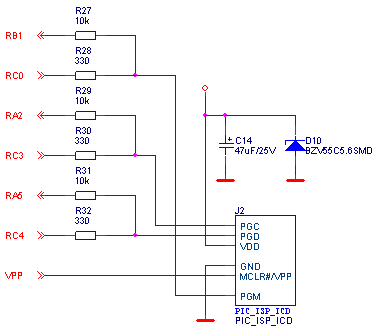 R27
10k
RB1
R28
330
RC0
R29
10k
RA2
R30
330
RC3
R31
10k
RA5
R32
330
RC4
VPP
+
C14
47uF/25V
D10
BZV55C5.6SMD
J2
PGC
PGD
VDD
GND
MCLR#/VPP
PGM
PIC_ISP_ICD
PIC_ISP_ICD